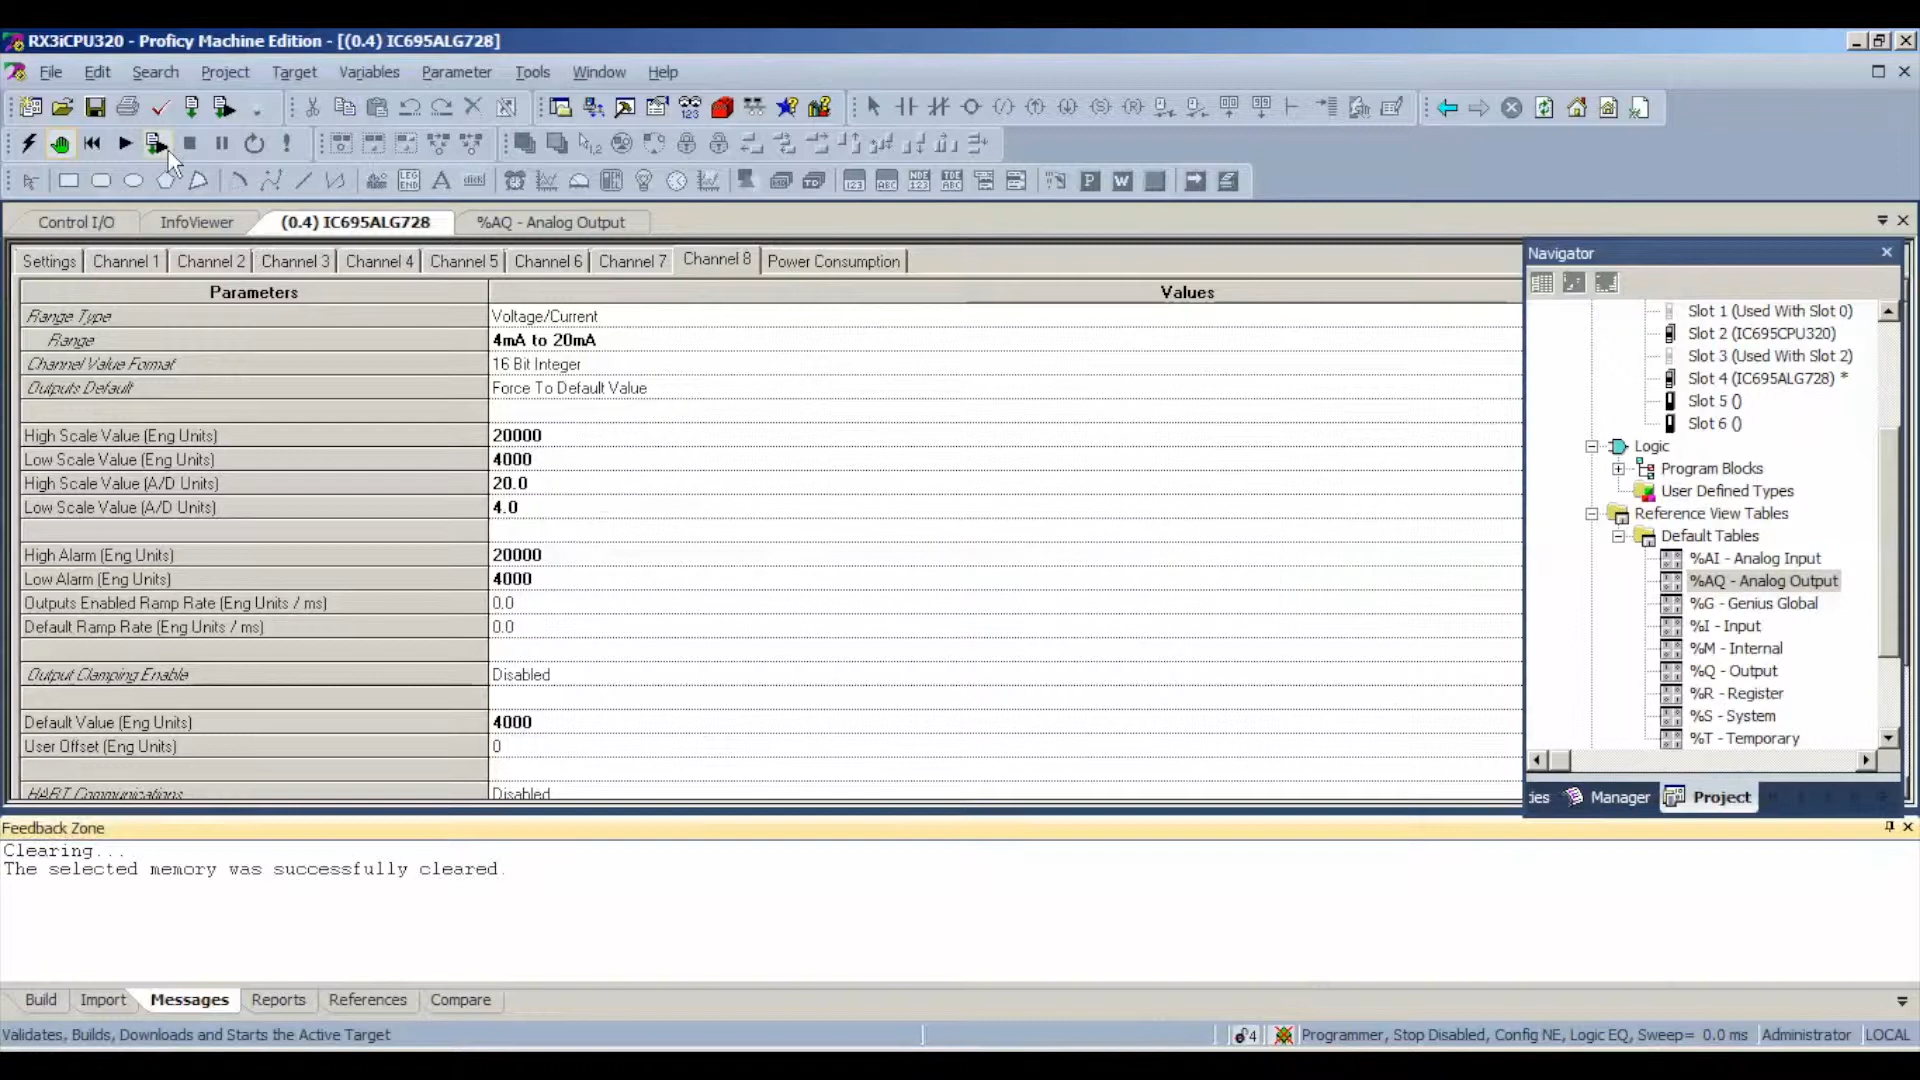 RX3iCPU320 - Proficy Machine Edition - [(0.4) IC695ALG728]
File Edit Search Project Target Variables Parameter Tools Window Help
Control I/O InfoViewer (0.4) IC695ALG728 %AQ - Analog Output
Settings Channel 1 Channel 2 Channel 3 Channel 4 Channel 5 Channel 6 Channel 7 Channel 8 Power Consumption
Parameters Values
Range Type Voltage/Current
Range 4mA to 20mA
Channel Value Format 16 Bit Integer
Outputs Default Force To Default Value
High Scale Value (Eng Units) 20000
Low Scale Value (Eng Units) 4000
High Scale Value (A/D Units) 20.0
Low Scale Value (A/D Units) 4.0
High Alarm (Eng Units) 20000
Low Alarm (Eng Units) 4000
Outputs Enabled Ramp Rate (Eng Units / ms) 0.0
Default Ramp Rate (Eng Units / ms) 0.0
Output Clamping Enable Disabled
Default Value (Eng Units) 4000
User Offset (Eng Units) 0
HART Communications Disabled
Navigator
Slot 1 (Used With Slot 0)
Slot 2 (IC695CPU320)
Slot 3 (Used With Slot 2)
Slot 4 (IC695ALG728) *
Slot 5 ()
Slot 6 ()
Logic
Program Blocks
User Defined Types
Reference View Tables
Default Tables
%AI - Analog Input
%AQ - Analog Output
%G - Genius Global
%I - Input
%M - Internal
%Q - Output
%R - Register
%S - System
%T - Temporary
ies Manager Project
Feedback Zone
Clearing...
The selected memory was successfully cleared.
Build Import Messages Reports References Compare
Validates, Builds, Downloads and Starts the Active Target 4 Programmer, Stop Disabled, Config NE, Logic EQ, Sweep= 0.0 ms Administrator LOCAL